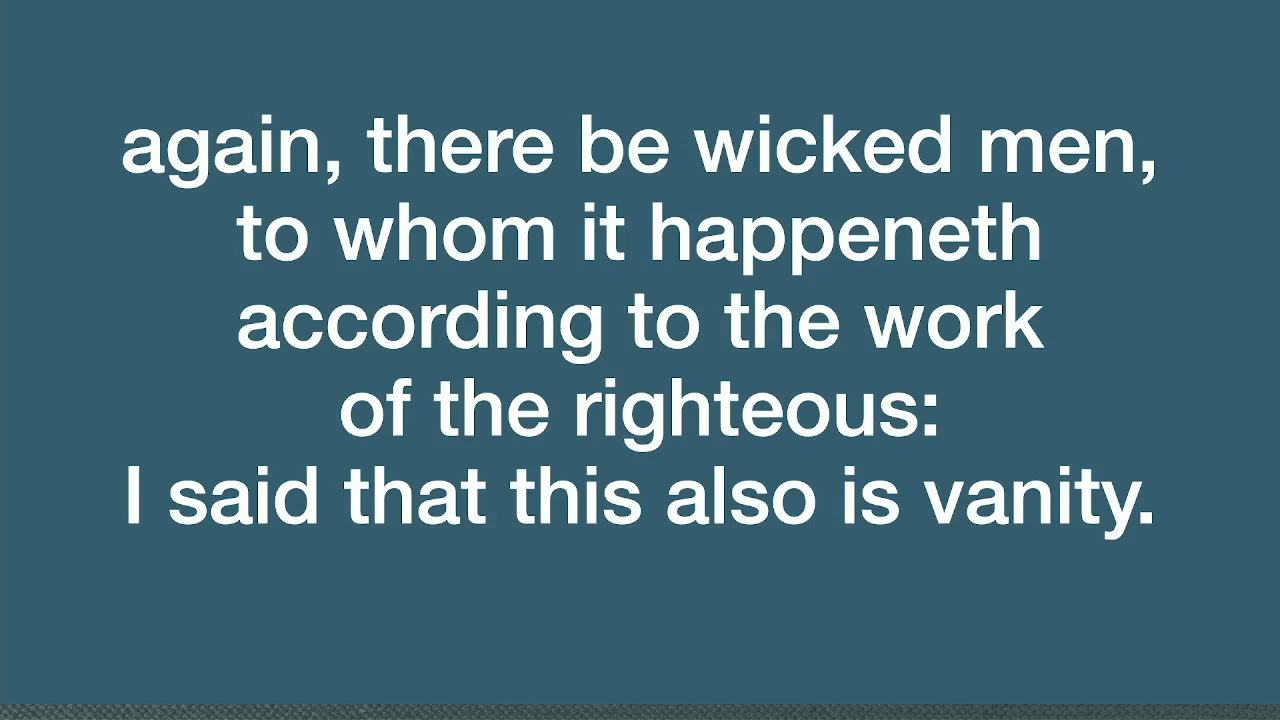 again, there be wicked men,
to whom it happeneth
according to the work
of the righteous:
I said that this also is vanity.